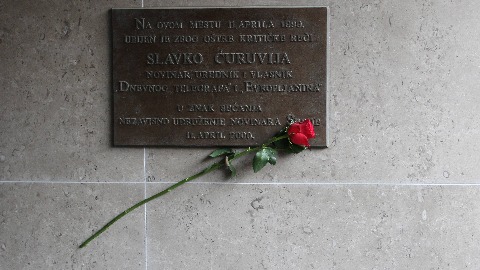 NA OVOM MESTU 11. APRILA 1999.
UBIJEN JE ZBOG OŠTRE KRITIČKE REČI
SLAVKO ĆURUVIJA
NOVINAR, UREDNIK I VLASNIK
„DNEVNOG TELEGRAFA” I „EVROPLJANINA”
U ZNAK SEĆANJA
NEZAVISNO UDRUŽENJE NOVINARA
11. APRIL 2000.